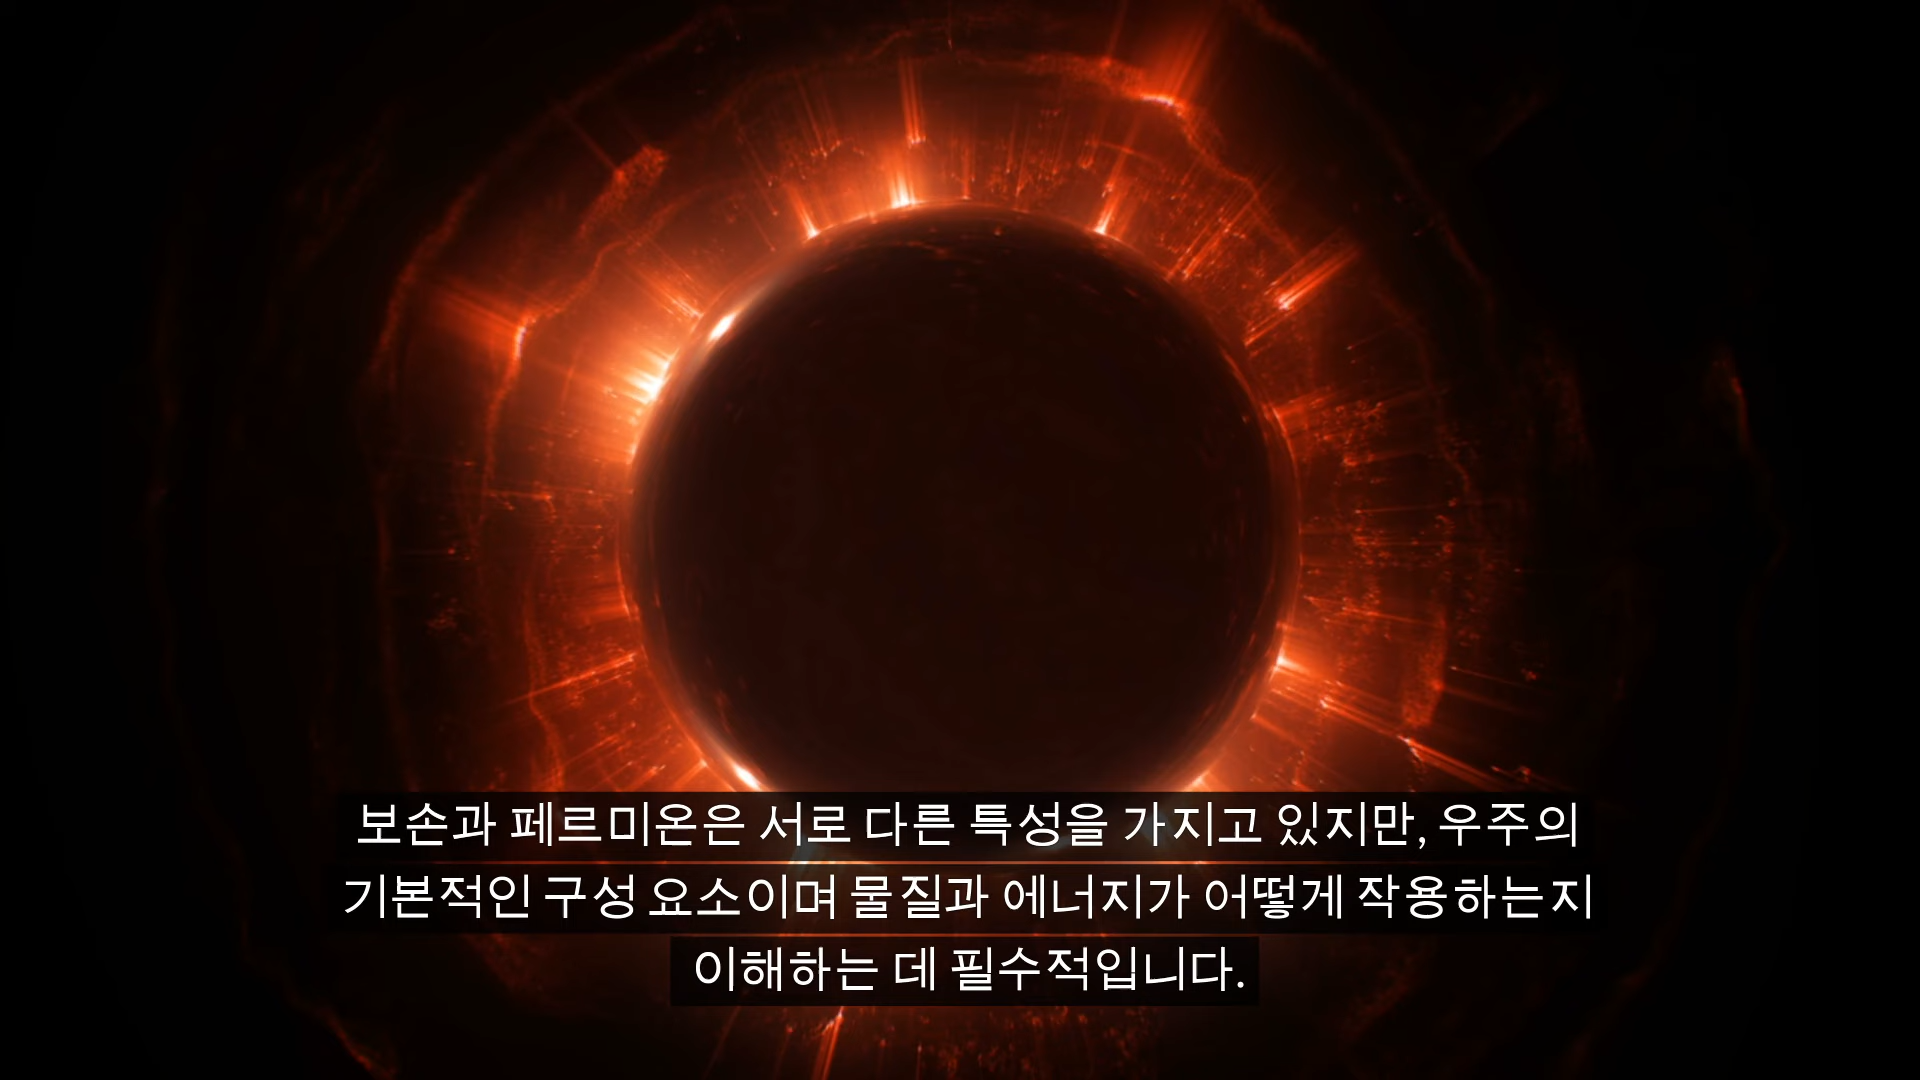 보손과 페르미온은 서로 다른 특성을 가지고 있지만, 우주의
기본적인 구성 요소이며 물질과 에너지가 어떻게 작용하는지
이해하는 데 필수적입니다.